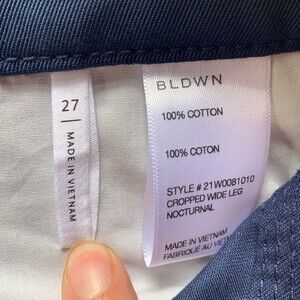 27
MADE IN VIETNAM
BLDWN
100% COTTON
100% COTON
STYLE # 21W0081010
CROPPED WIDE LEG
NOCTURNAL
MADE IN VIETNAM
FABRIQUÉ AU VIETNAM